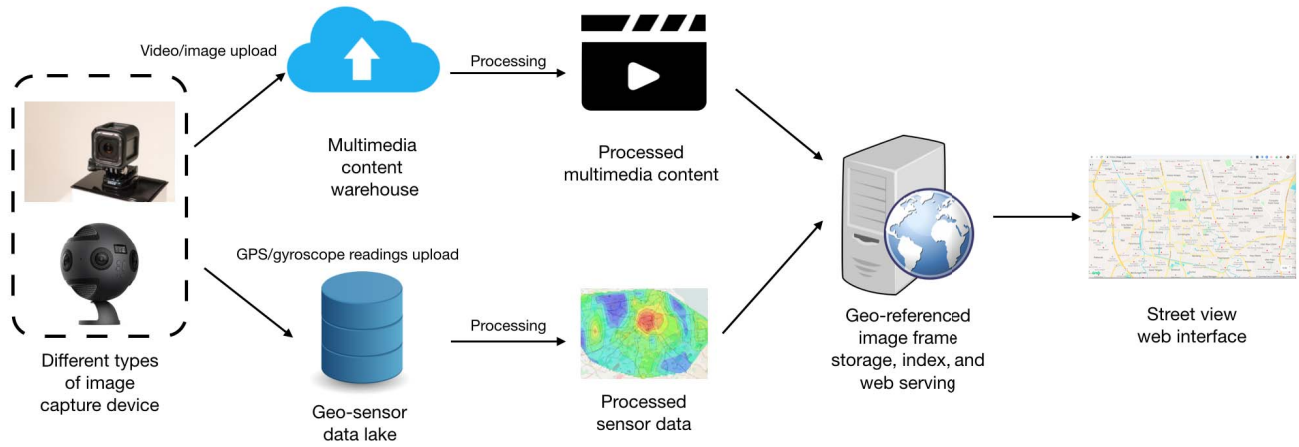 Video/image upload
Processing
Multimedia
content
warehouse
Processed
multimedia content
GPS/gyroscope readings upload
Processing
Different types
of image
capture device
Geo-sensor
data lake
Processed
sensor data
Geo-referenced
image frame
storage, index, and
web serving
Street view
web interface